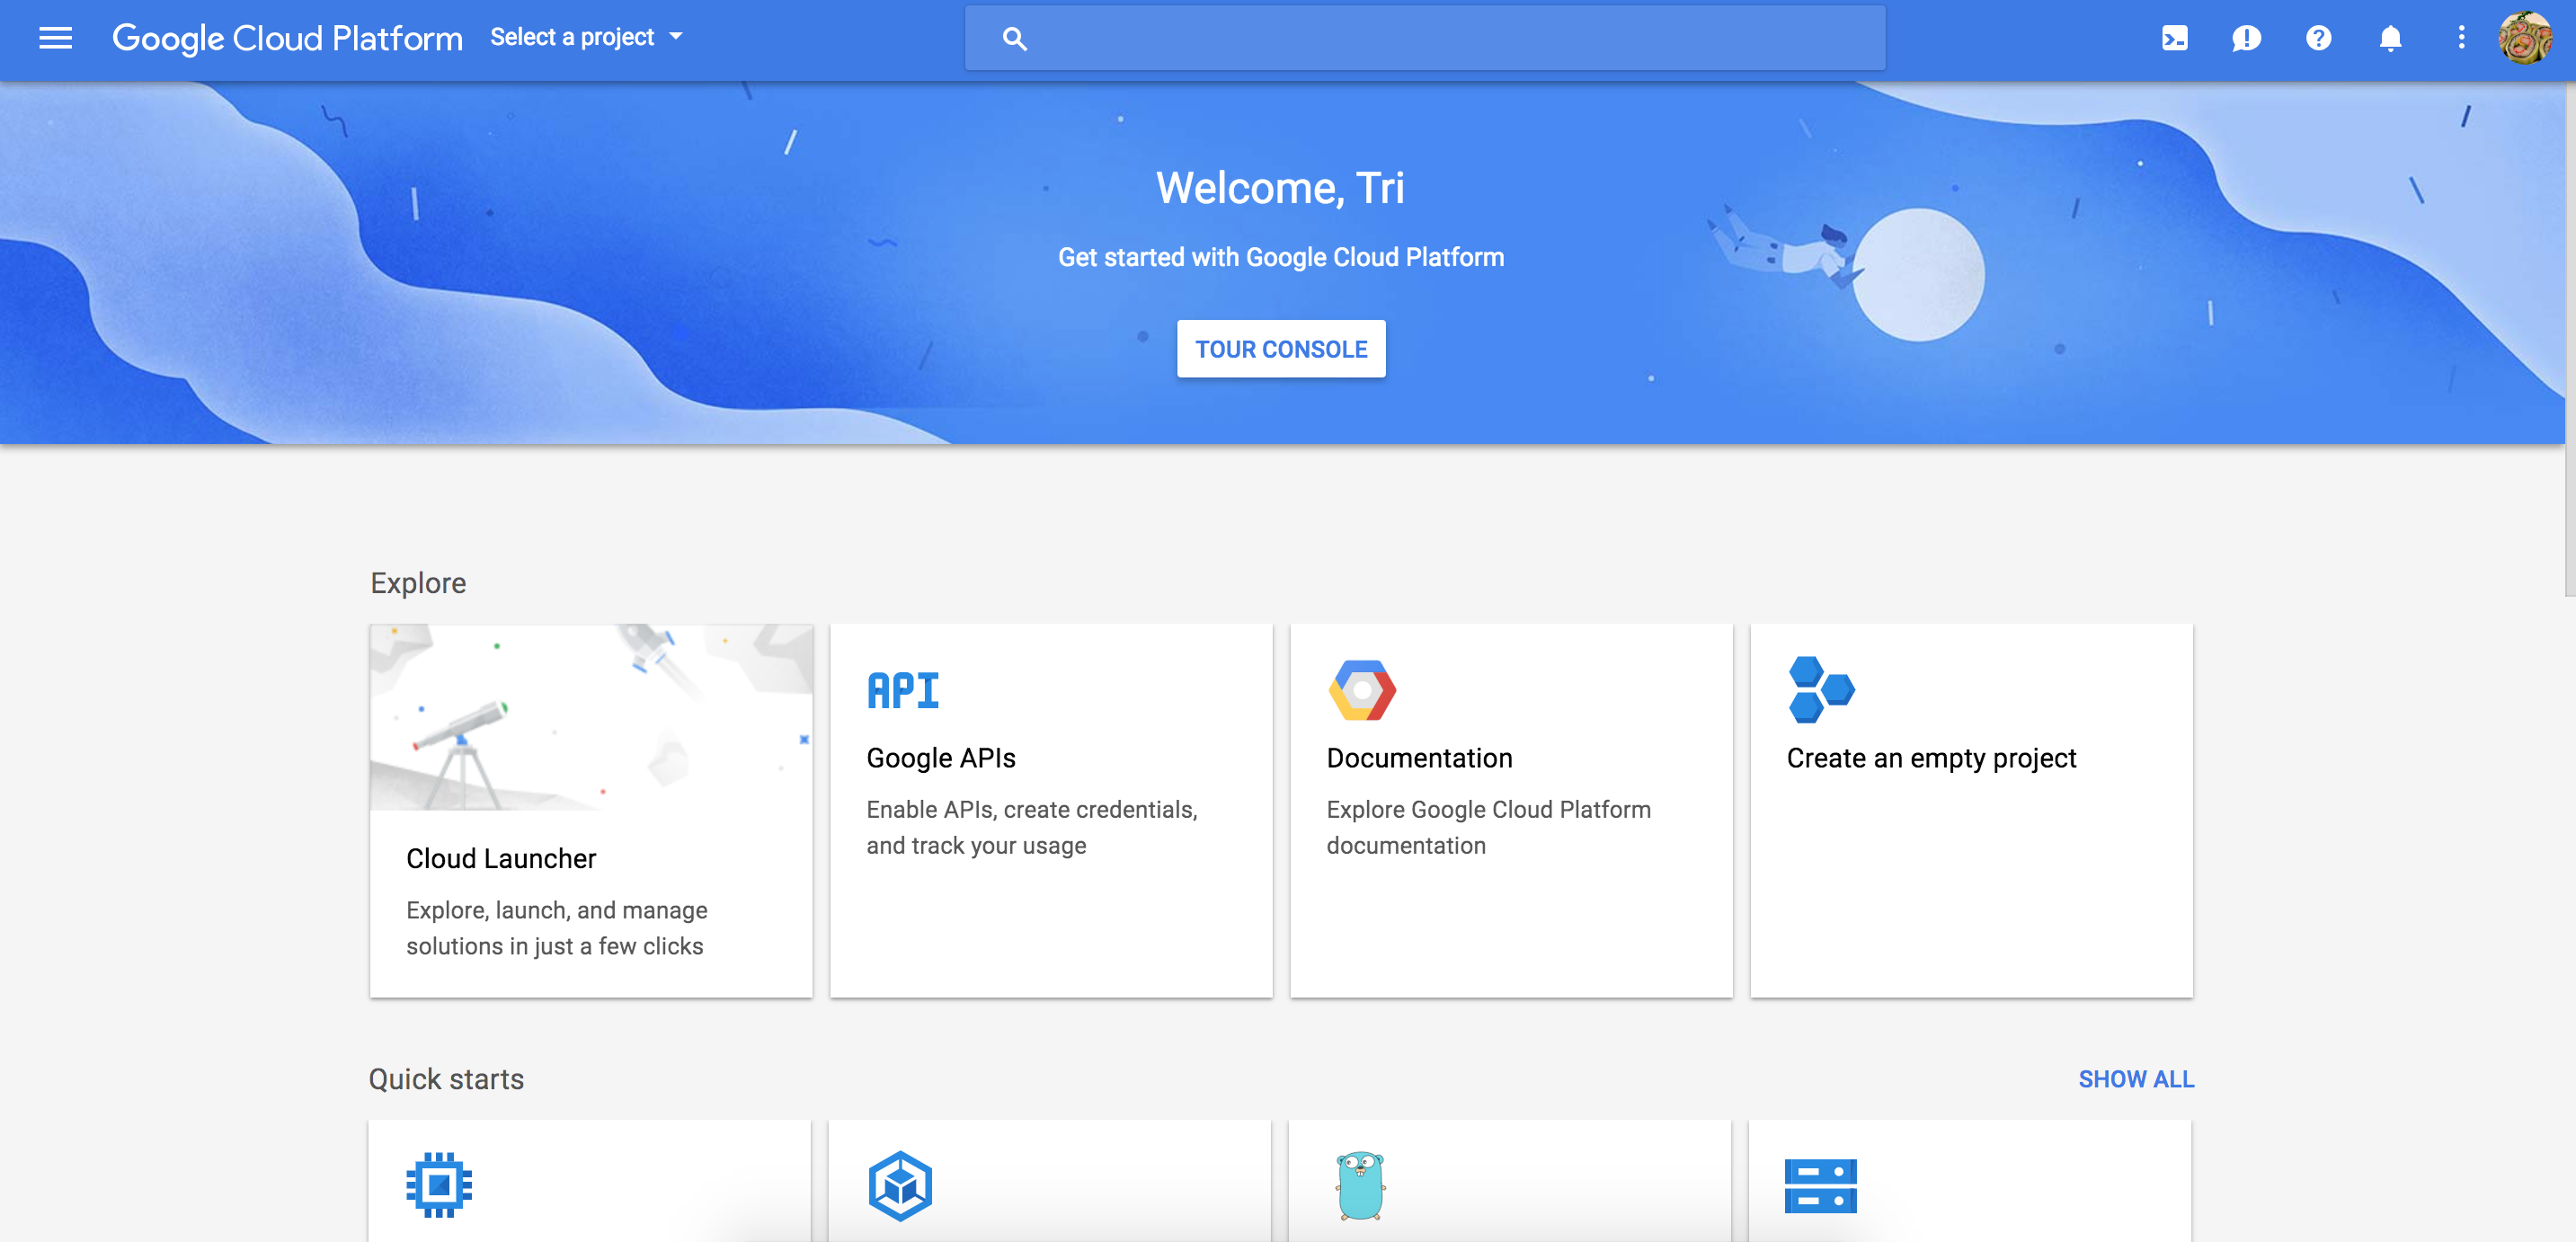 Google Cloud Platform
Select a project
Welcome, Tri
Get started with Google Cloud Platform
TOUR CONSOLE
Explore
Cloud Launcher
Explore, launch, and manage
solutions in just a few clicks
API
Google APIs
Enable APIs, create credentials,
and track your usage
Documentation
Explore Google Cloud Platform
documentation
Create an empty project
Quick starts
SHOW ALL